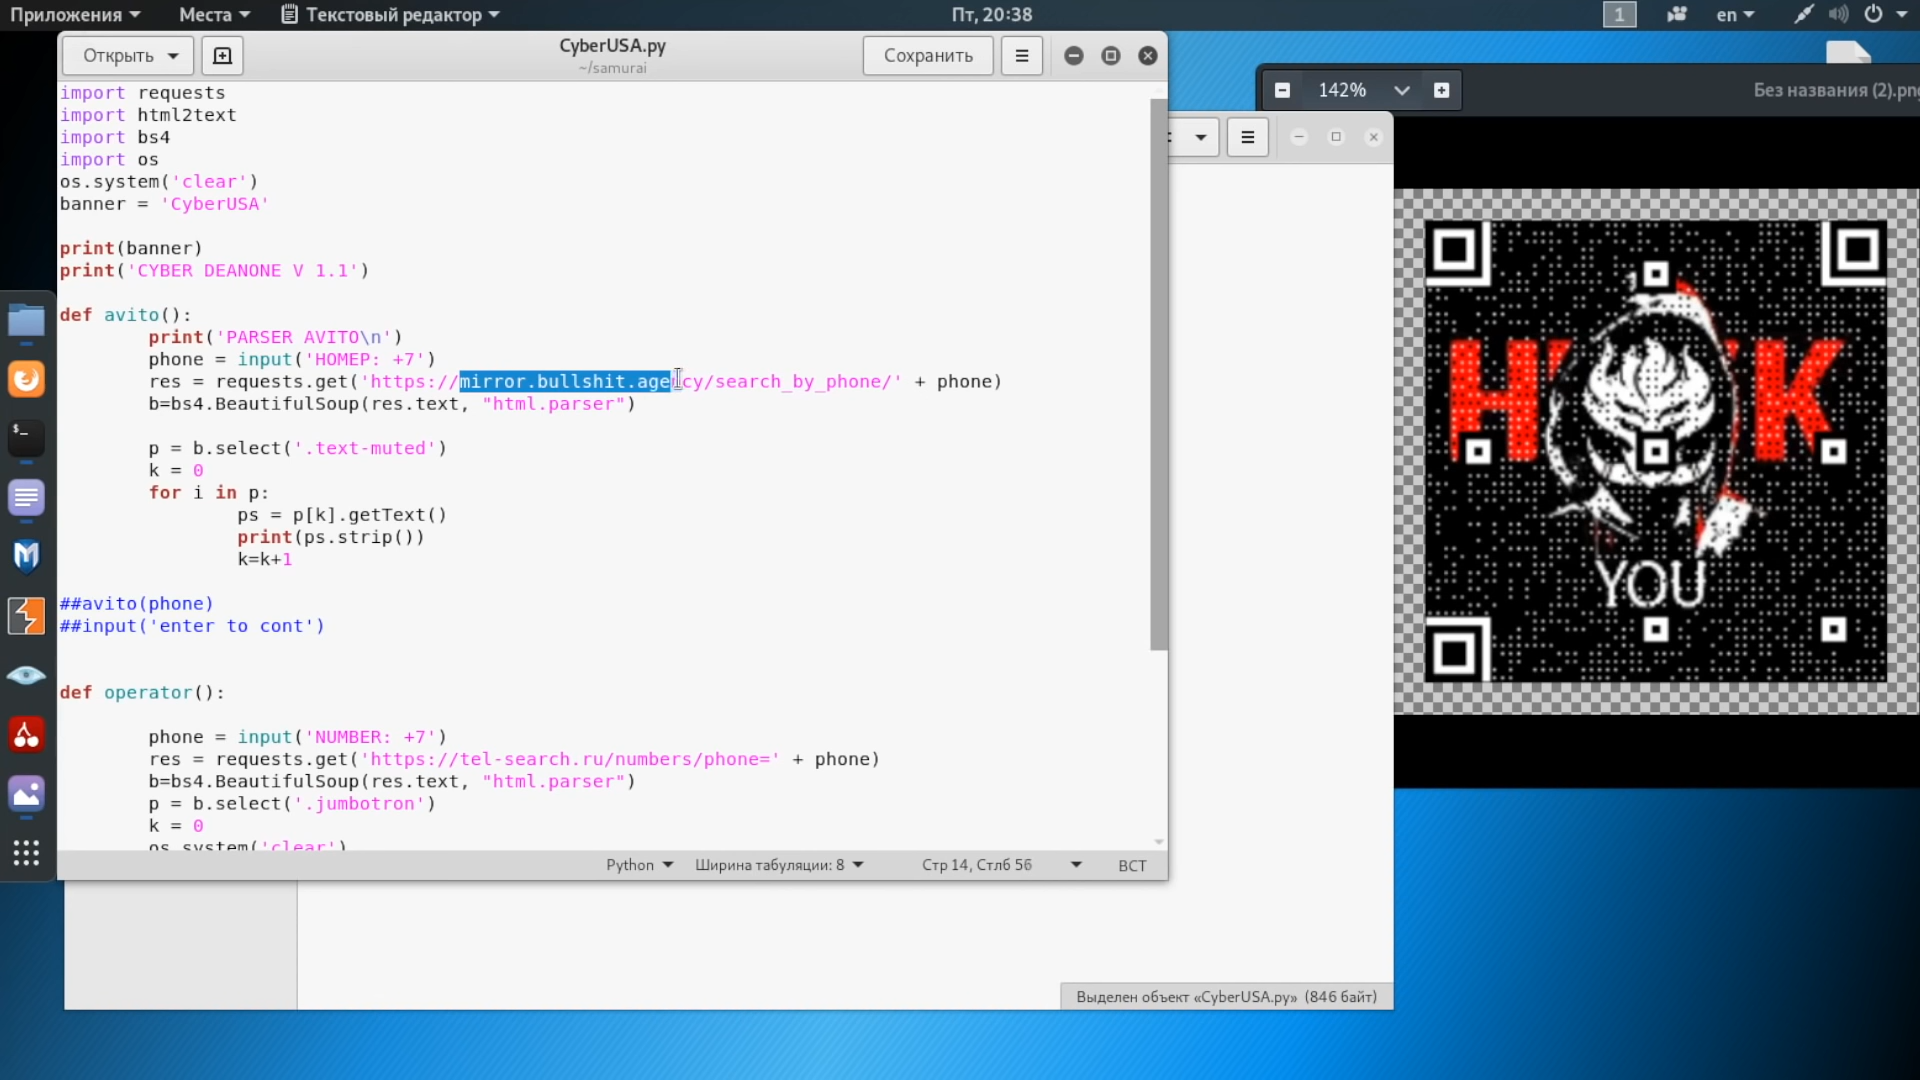 Приложения Места Текстовый редактор Пт, 20:38 1 en
Открыть CyberUSA.py Сохранить
~/samurai
import requests
import html2text
import bs4
import os
os.system('clear')
banner = 'CyberUSA'
print(banner)
print('CYBER DEANONE V 1.1')
def avito():
print('PARSER AVITO\n')
phone = input('НОМЕР: +7')
res = requests.get('https://mirror.bullshit.agency/search_by_phone/' + phone)
b=bs4.BeautifulSoup(res.text, "html.parser")
p = b.select('.text-muted')
k = 0
for i in p:
ps = p[k].getText()
print(ps.strip())
k=k+1
##avito(phone)
##input('enter to cont')
def operator():
phone = input('NUMBER: +7')
res = requests.get('https://tel-search.ru/numbers/phone=' + phone)
b=bs4.BeautifulSoup(res.text, "html.parser")
p = b.select('.jumbotron')
k = 0
os.system('clear')
Python Ширина табуляции: 8 Стр 14, Стлб 56 ВСТ
Выделен объект «CyberUSA.py» (846 байт)
142% Без названия (2).png
YOU